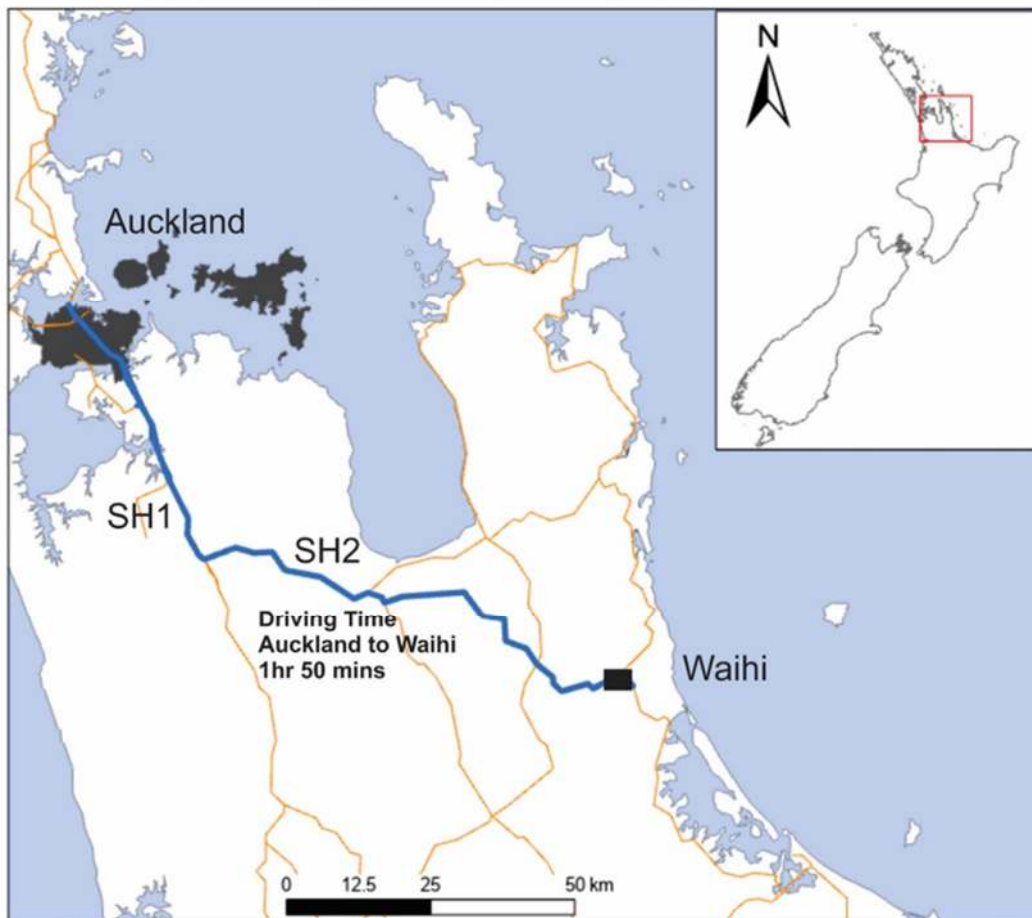 N
Auckland
SH1
SH2
Driving Time
Auckland to Waihi
1hr 50 mins
Waihi
0 12.5 25 50 km